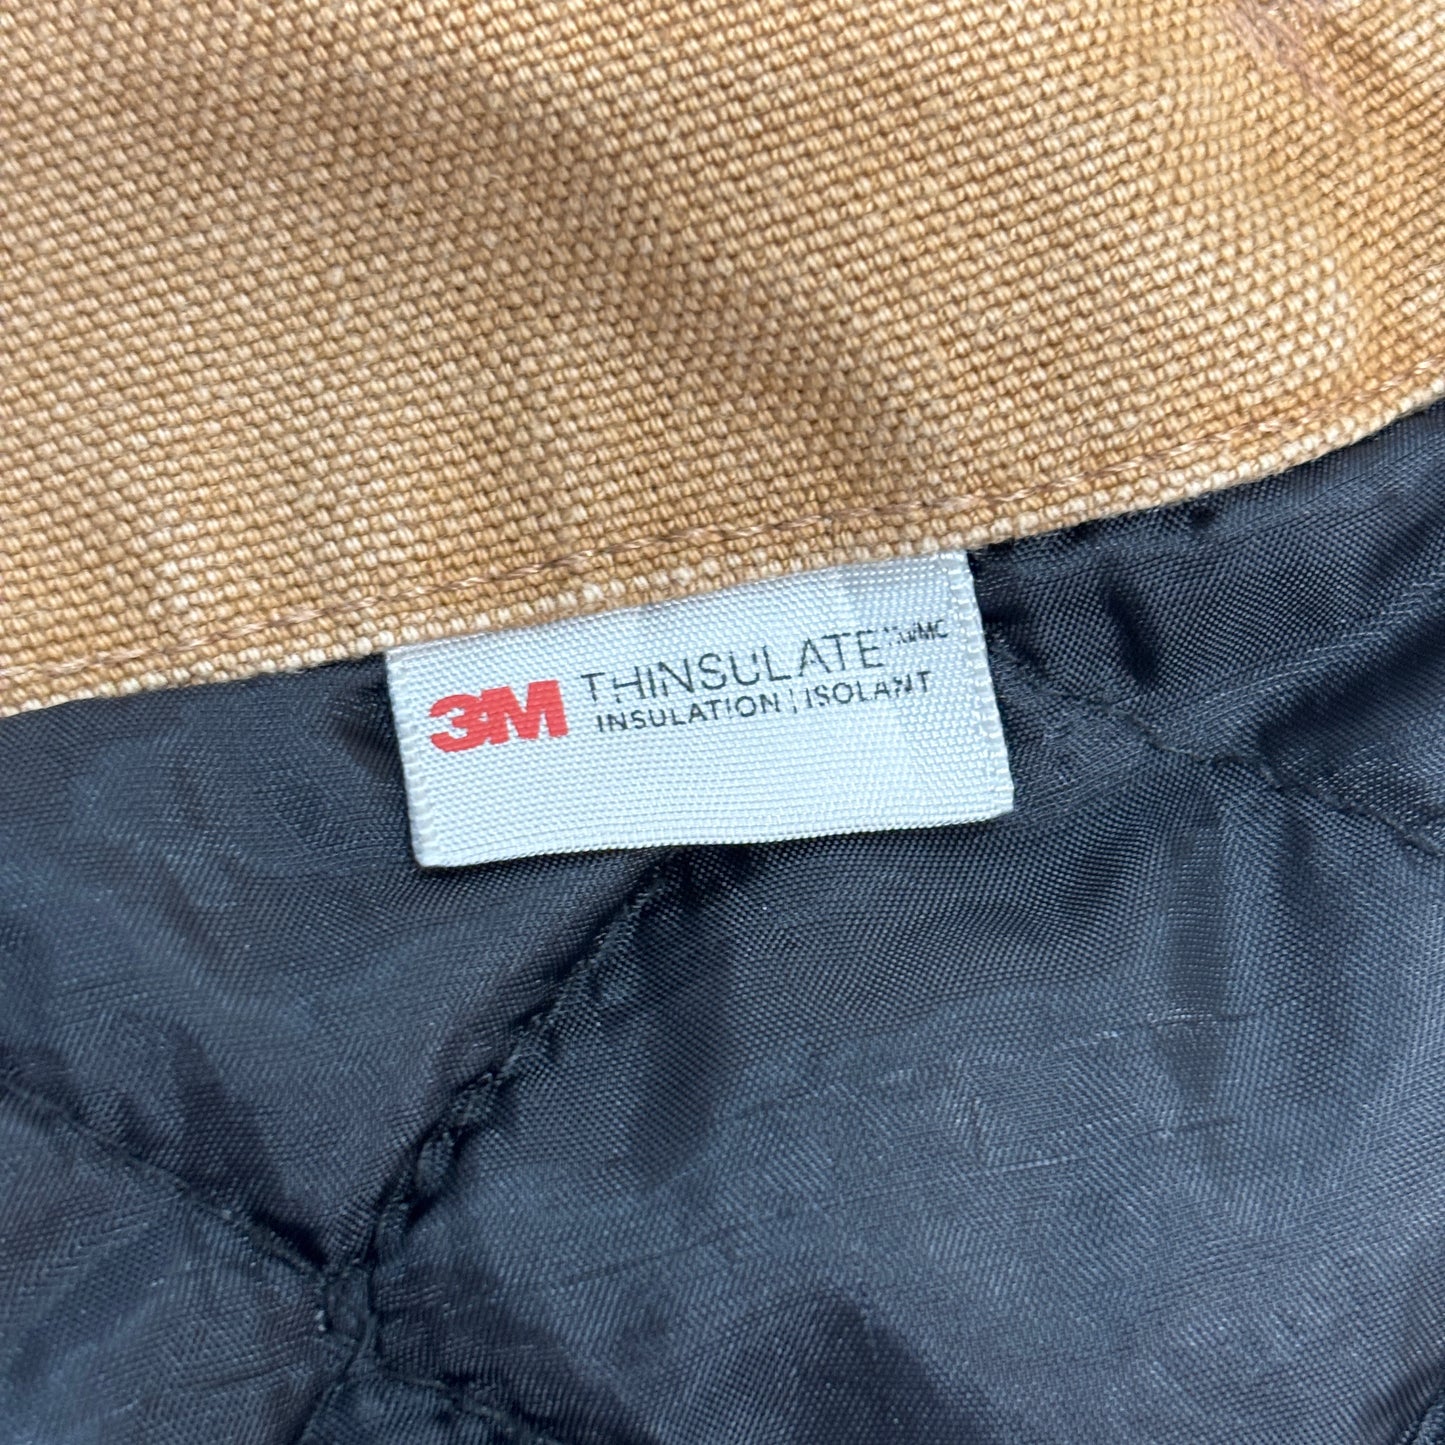 3M THINSULATE™/MC
INSULATION | ISOLANT